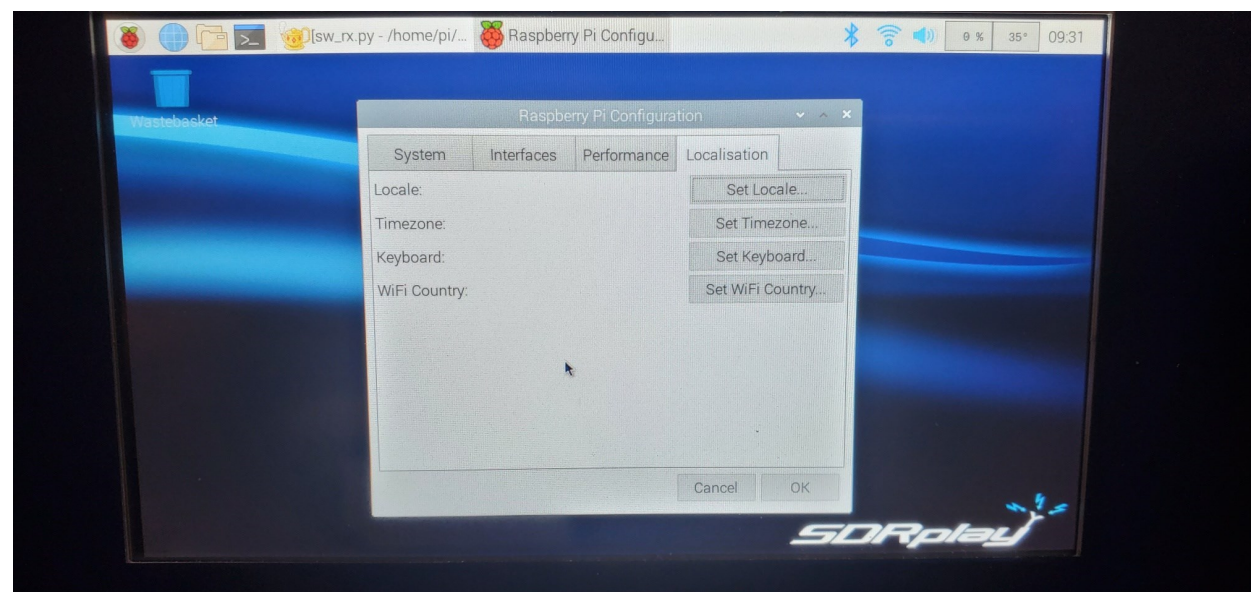 [sw_rx.py - /home/pi/... Raspberry Pi Configu... 0 % 35° 09:31
Wastebasket
Raspberry Pi Configuration
System Interfaces Performance Localisation
Locale: Set Locale...
Timezone: Set Timezone...
Keyboard: Set Keyboard...
WiFi Country: Set WiFi Country...
Cancel OK
SDRplay